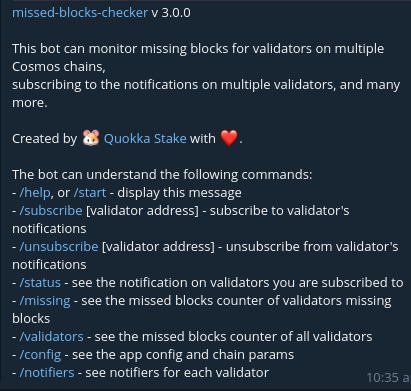 missed-blocks-checker v 3.0.0
This bot can monitor missing blocks for validators on multiple
Cosmos chains,
subscribing to the notifications on multiple validators, and many
more.
Created by 🐹 Quokka Stake with ❤️.
The bot can understand the following commands:
- /help, or /start - display this message
- /subscribe [validator address] - subscribe to validator's
notifications
- /unsubscribe [validator address] - unsubscribe from validator's
notifications
- /status - see the notification on validators you are subscribed to
- /missing - see the missed blocks counter of validators missing
blocks
- /validators - see the missed blocks counter of all validators
- /config - see the app config and chain params
- /notifiers - see notifiers for each validator
10:35 a